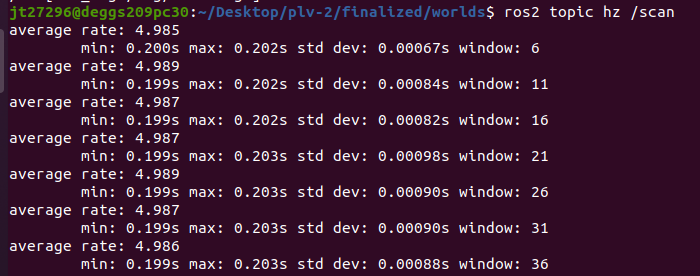 jt27296@deggs209pc30:~/Desktop/plv-2/finalized/worlds$ ros2 topic hz /scan
average rate: 4.985
	min: 0.200s max: 0.202s std dev: 0.00067s window: 6
average rate: 4.989
	min: 0.199s max: 0.202s std dev: 0.00084s window: 11
average rate: 4.987
	min: 0.199s max: 0.202s std dev: 0.00082s window: 16
average rate: 4.987
	min: 0.199s max: 0.203s std dev: 0.00098s window: 21
average rate: 4.989
	min: 0.199s max: 0.203s std dev: 0.00090s window: 26
average rate: 4.987
	min: 0.199s max: 0.203s std dev: 0.00090s window: 31
average rate: 4.986
	min: 0.199s max: 0.203s std dev: 0.00088s window: 36